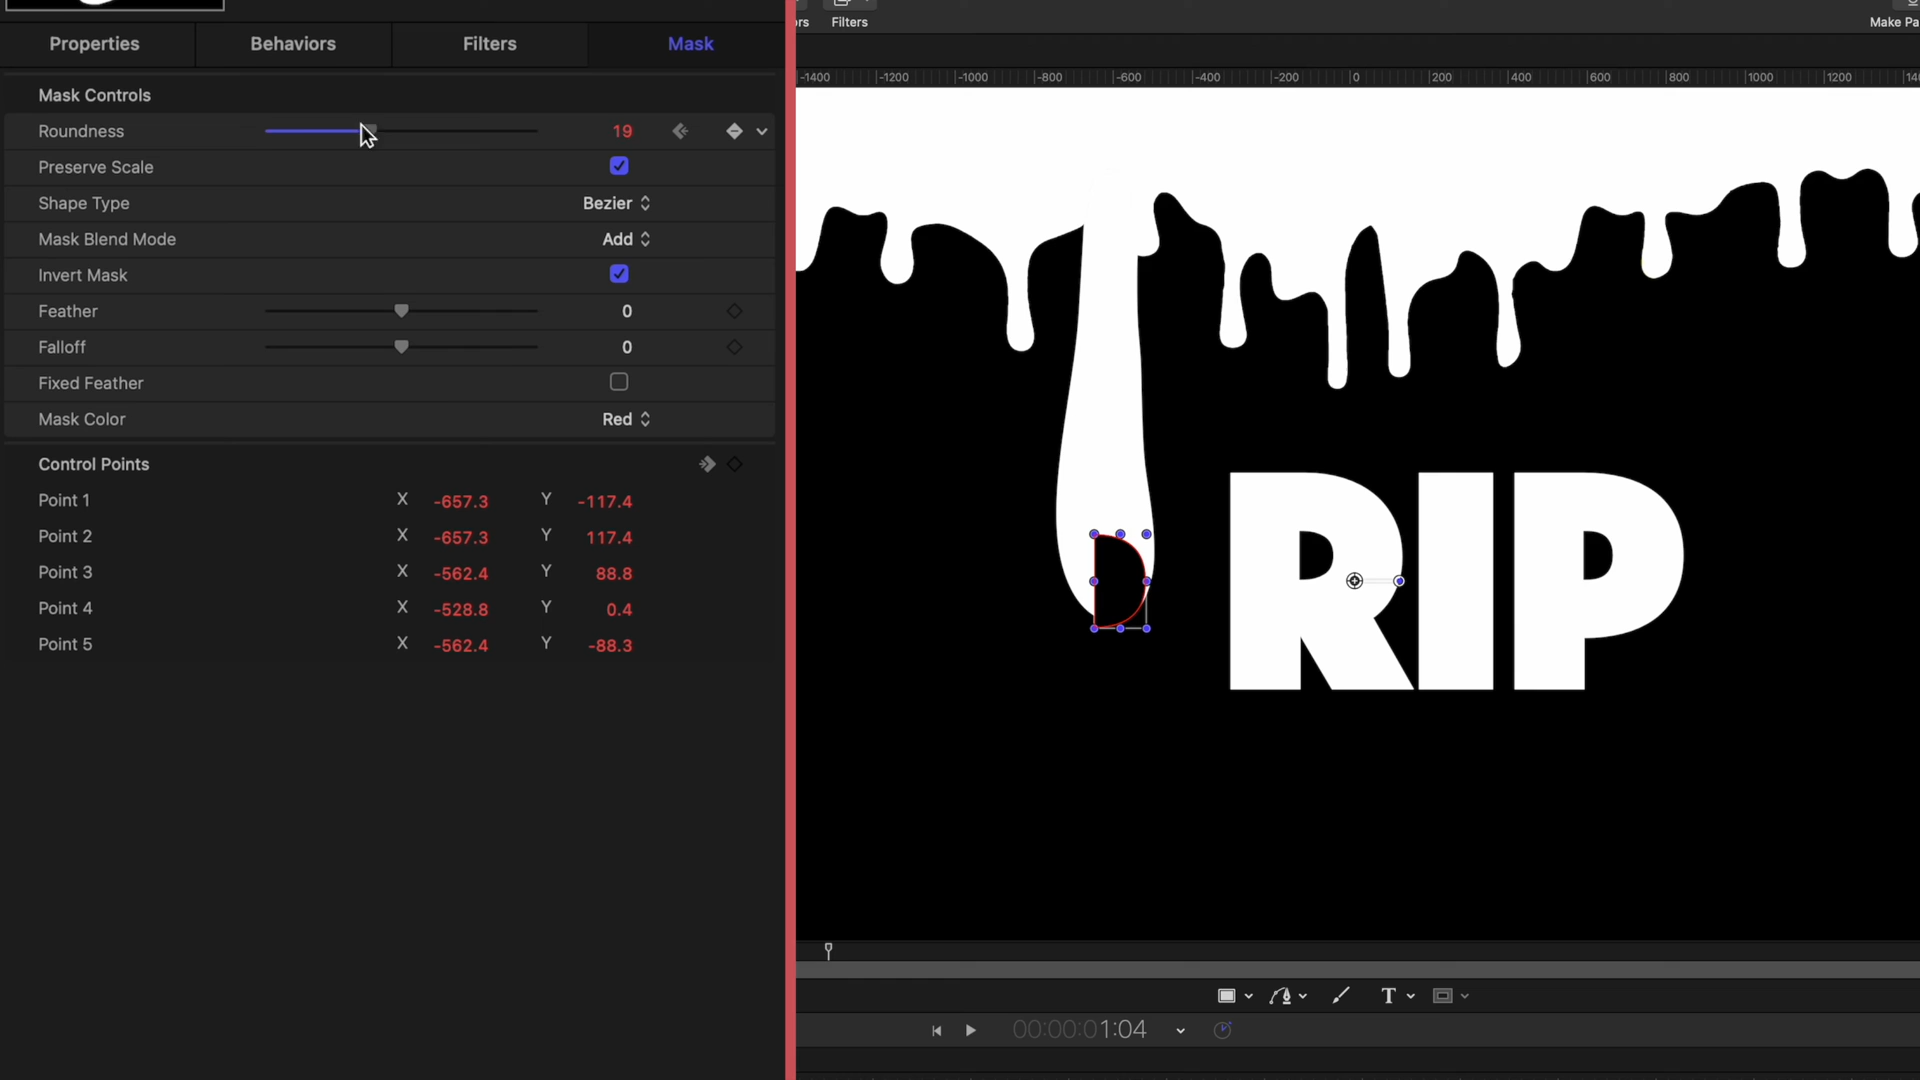 Properties Behaviors Filters Mask
Mask Controls
Roundness 19
Preserve Scale
Shape Type Bezier
Mask Blend Mode Add
Invert Mask
Feather 0
Falloff 0
Fixed Feather
Mask Color Red
Control Points
Point 1 X -657.3 Y -117.4
Point 2 X -657.3 Y 117.4
Point 3 X -562.4 Y 88.8
Point 4 X -528.8 Y 0.4
Point 5 X -562.4 Y -88.3
ors Filters Make Pa
-1400 -1200 -1000 -800 -600 -400 -200 0 200 400 600 800 1000 1200 14
RIP
T
00:00:01:04